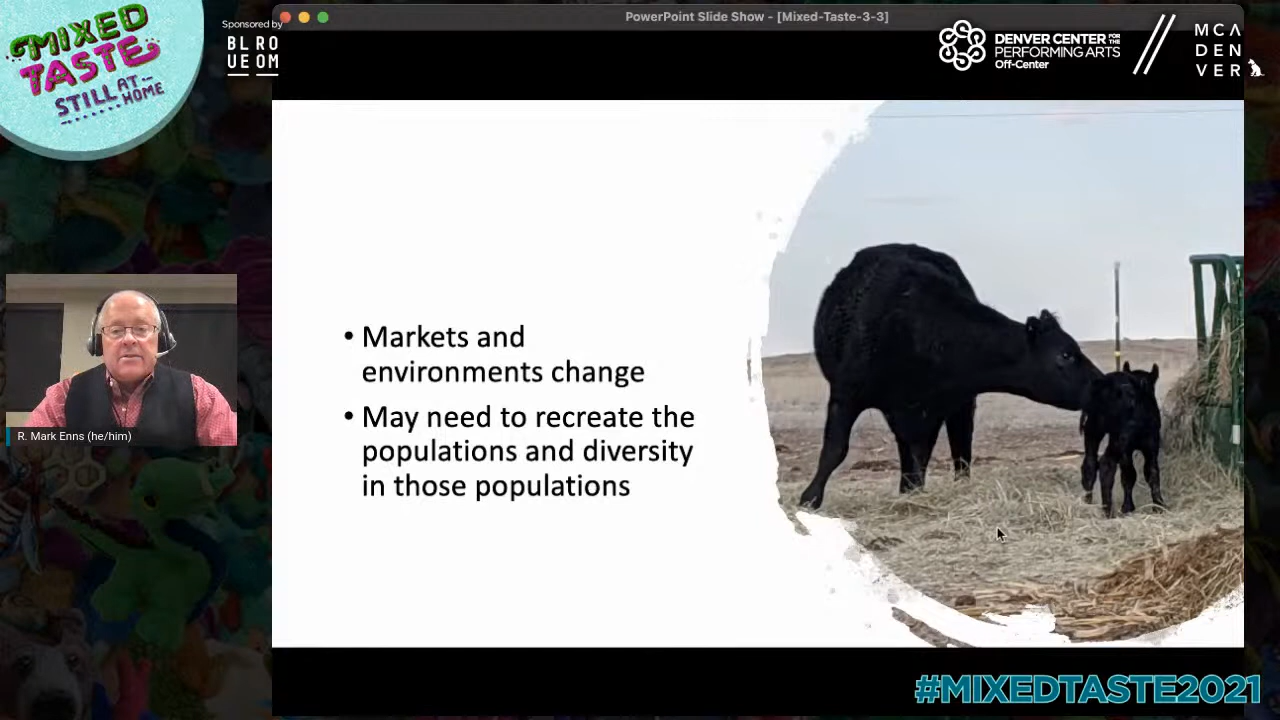 MIXED
TASTE
STILL AT
HOME
Sponsored by
BL RO
UE OM
PowerPoint Slide Show - [Mixed-Taste-3-3]
DENVER CENTER FOR THE
PERFORMING ARTS
Off-Center
MCA
DEN
VER
• Markets and
environments change
• May need to recreate the
populations and diversity
in those populations
R. Mark Enns (he/him)
#MIXEDTASTE2021